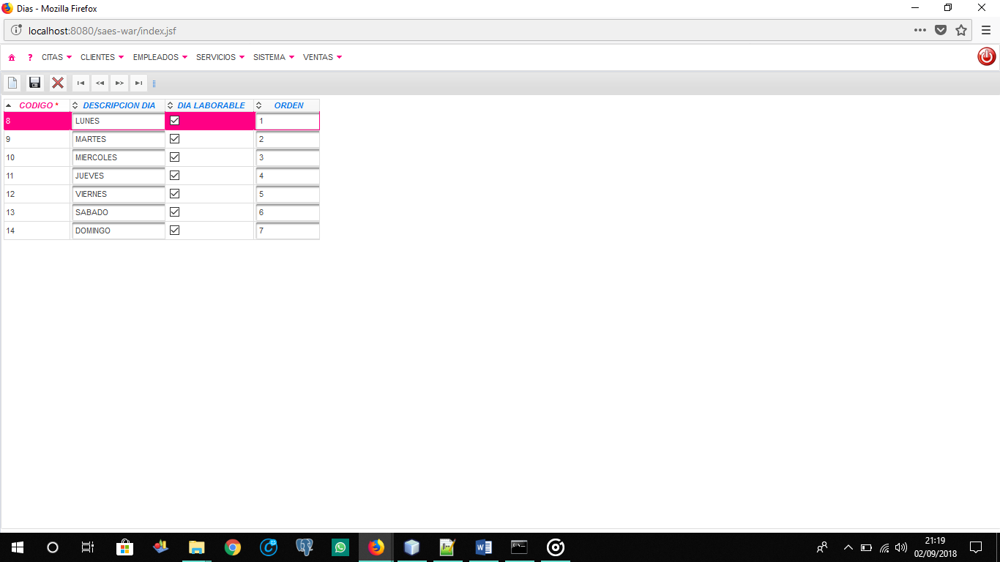 Dias - Mozilla Firefox
localhost:8080/saes-war/index.jsf
? CITAS CLIENTES EMPLEADOS SERVICIOS SISTEMA VENTAS
CODIGO * DESCRIPCION DIA DIA LABORABLE ORDEN
8 LUNES 1
9 MARTES 2
10 MIERCOLES 3
11 JUEVES 4
12 VIERNES 5
13 SABADO 6
14 DOMINGO 7
21:19
02/09/2018